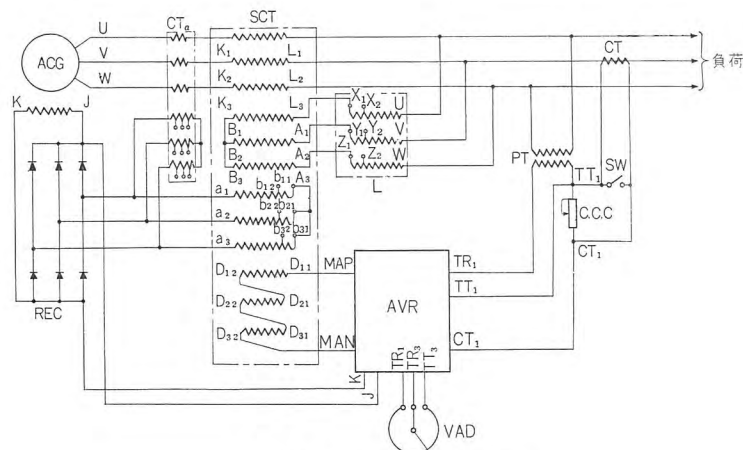 CTa SCT
U
V
W
ACG
K J
K1 L1
K2 L2
K3 L3
CT
負荷
X1 X2 U
Y1 Y2 V
Z1 Z2 W
L
B1 A1
B2 A2
B3 A3
b12 b11
a1
b22 b21
a2
b32 b31
a3
PT
TT1
SW
C.C.C
CT1
D12 D11
D22 D21
D32 D31
MAP
MAN
AVR
TR1
TT1
CT1
REC
K
J
TR1
TR3
TT3
VAD